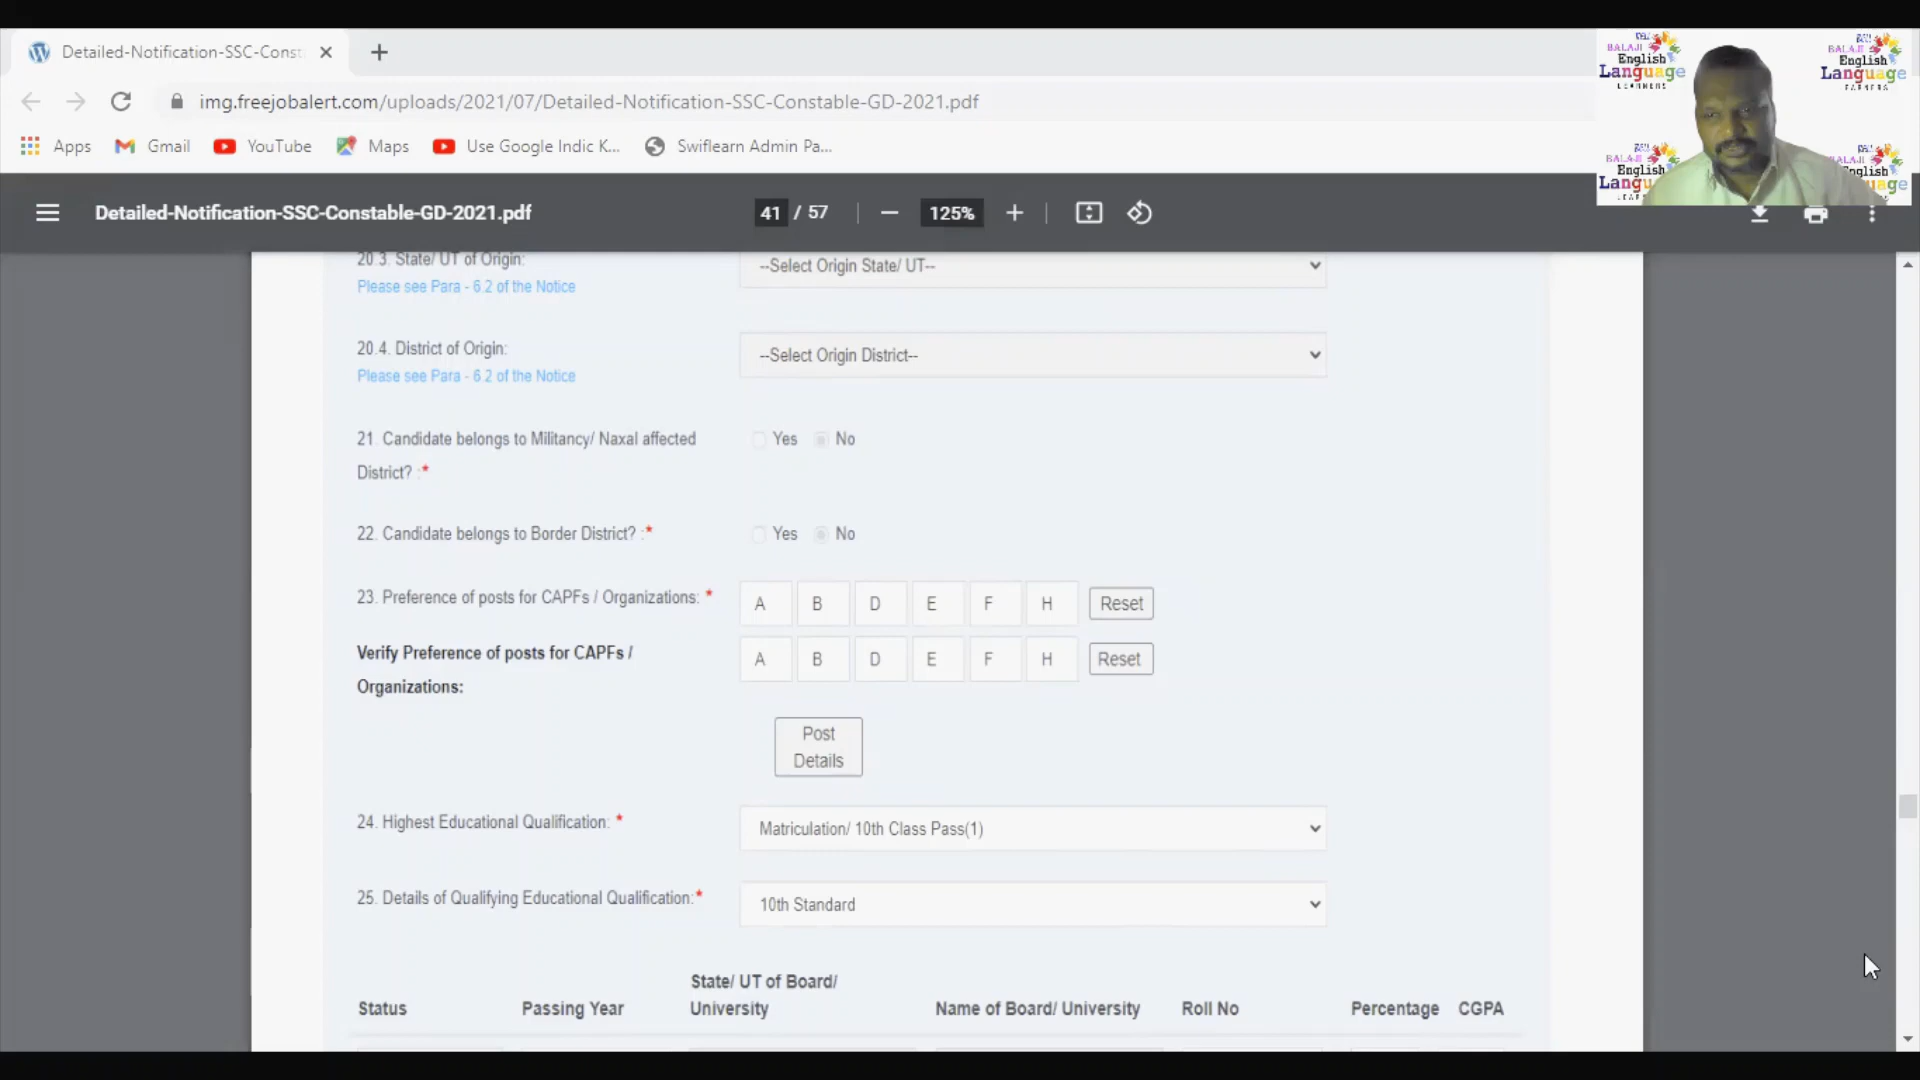 Detailed-Notification-SSC-Const
img.freejobalert.com/uploads/2021/07/Detailed-Notification-SSC-Constable-GD-2021.pdf
Apps
Gmail
YouTube
Maps
Use Google Indic K...
Swiflearn Admin Pa...
BALAJI
English
Language
LEARNERS
BALAJI
English
Language
BALAJI
English
Detailed-Notification-SSC-Constable-GD-2021.pdf
41 / 57
125%
20.3. State/ UT of Origin:
--Select Origin State/ UT--
Please see Para - 6.2 of the Notice
20.4. District of Origin:
--Select Origin District--
Please see Para - 6.2 of the Notice
21. Candidate belongs to Militancy/ Naxal affected
Yes No
District? :*
22. Candidate belongs to Border District? :*
Yes No
23. Preference of posts for CAPFs / Organizations: *
A B D E F H Reset
Verify Preference of posts for CAPFs /
Organizations:
A B D E F H Reset
Post
Details
24. Highest Educational Qualification: *
Matriculation/ 10th Class Pass(1)
25. Details of Qualifying Educational Qualification:*
10th Standard
Status
Passing Year
State/ UT of Board/
University
Name of Board/ University
Roll No
Percentage
CGPA